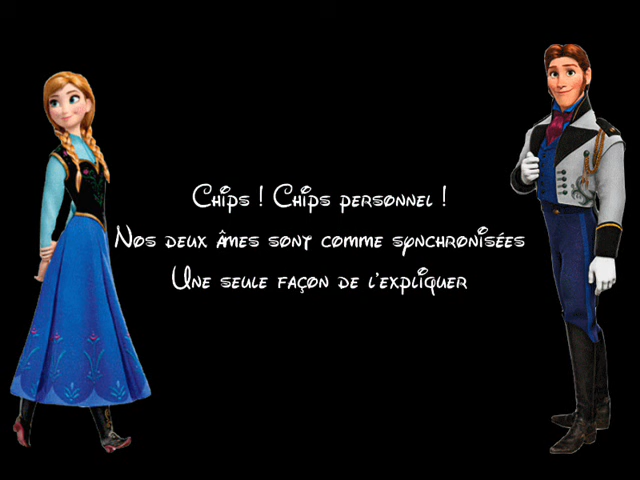 Chips ! Chips personnel !
Nos deux âmes sont comme synchronisées
Une seule façon de l'expliquer